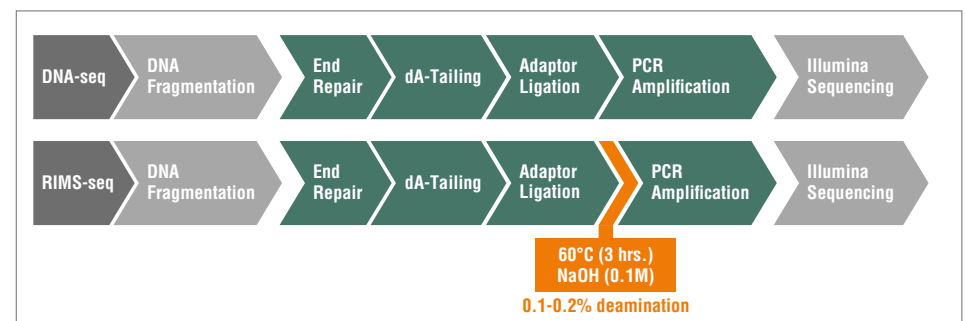 DNA-seq
DNA
Fragmentation
End
Repair
dA-Tailing
Adaptor
Ligation
PCR
Amplification
Illumina
Sequencing
RIMS-seq
DNA
Fragmentation
End
Repair
dA-Tailing
Adaptor
Ligation
PCR
Amplification
Illumina
Sequencing
60°C (3 hrs.)
NaOH (0.1M)
0.1-0.2% deamination